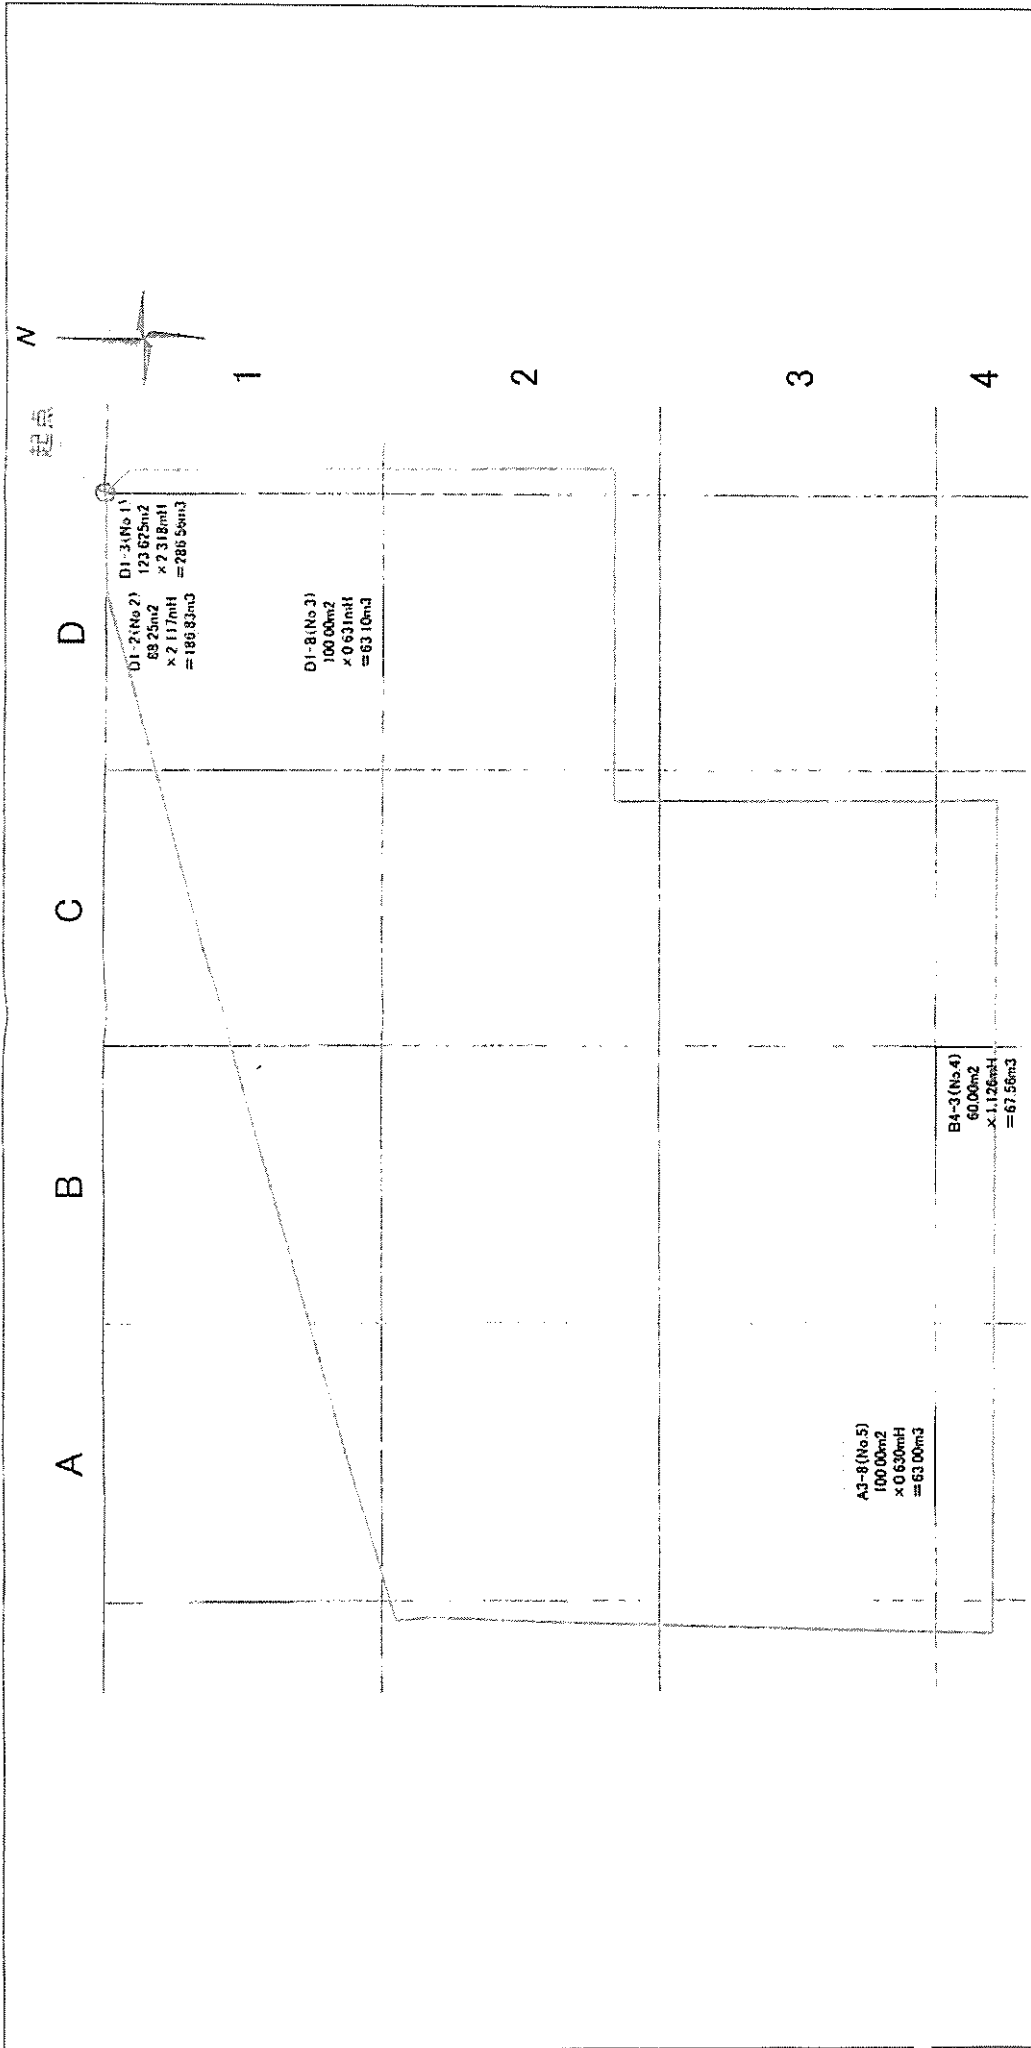 N
起点
A
B
C
D
1
2
3
4
D1-2(No.2)
88.25m2
×2.117mH
=186.83m3
D1-3(No.1)
123.625m2
×2.318mH
=286.56m3
D1-8(No.3)
100.00m2
×0.631mH
=63.10m3
A3-8(No.5)
100.00m2
×0.630mH
=63.00m3
B4-3(No.4)
60.00m2
×1.126mH
=67.56m3